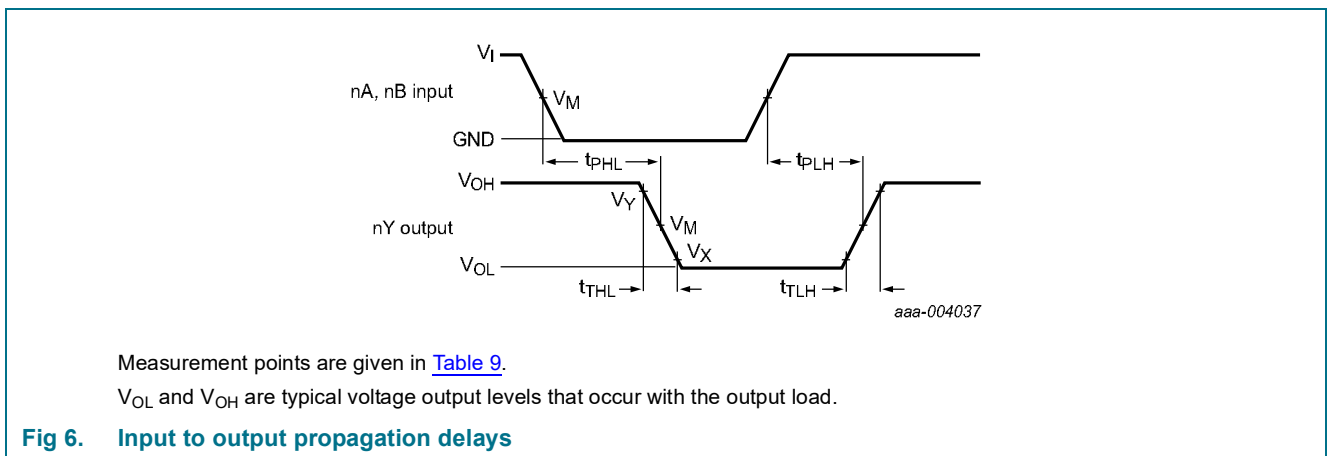 VI
nA, nB input
VM
GND
tPHL
tPLH
VOH
VY
nY output
VM
VX
VOL
tTHL
tTLH
aaa-004037
Measurement points are given in Table 9.
VOL and VOH are typical voltage output levels that occur with the output load.
Fig 6. Input to output propagation delays